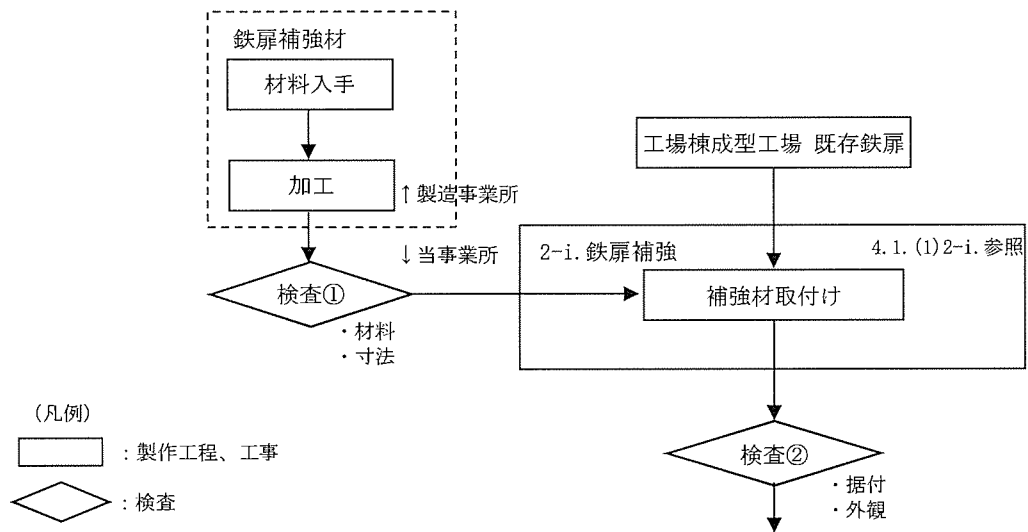 鉄扉補強材
材料入手
加工
↑製造事業所
↓当事業所
検査①
・材料
・寸法
工場棟成型工場 既存鉄扉
2-i.鉄扉補強
4.1.(1)2-i.参照
補強材取付け
検査②
・据付
・外観
(凡例)
：製作工程、工事
：検査